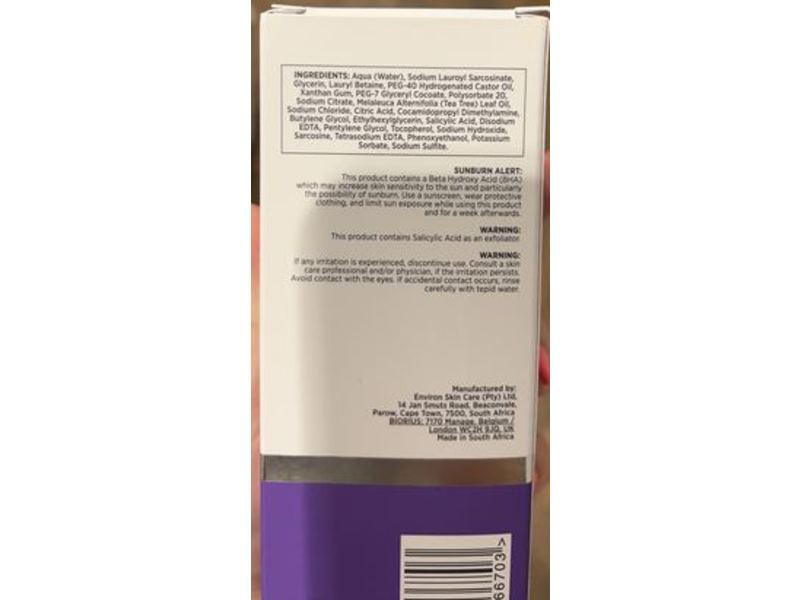 INGREDIENTS: Aqua (Water), Sodium Lauroyl Sarcosinate,
Glycerin, Lauryl Betaine, PEG-40 Hydrogenated Castor Oil,
Xanthan Gum, PEG-7 Glyceryl Cocoate, Polysorbate 20,
Sodium Citrate, Melaleuca Alternifolia (Tea Tree) Leaf Oil,
Sodium Chloride, Citric Acid, Cocamidopropyl Dimethylamine,
Butylene Glycol, Ethylhexylglycerin, Salicylic Acid, Disodium
EDTA, Pentylene Glycol, Tocopherol, Sodium Hydroxide,
Sarcosine, Tetrasodium EDTA, Phenoxyethanol, Potassium
Sorbate, Sodium Sulfite.
SUNBURN ALERT:
This product contains a Beta Hydroxy Acid (BHA)
which may increase skin sensitivity to the sun and particularly
the possibility of sunburn. Use a sunscreen, wear protective
clothing, and limit sun exposure while using this product
and for a week afterwards.
WARNING:
This product contains Salicylic Acid as an exfoliator.
WARNING:
If any irritation is experienced, discontinue use. Consult a skin
care professional and/or physician, if the irritation persists.
Avoid contact with the eyes. If accidental contact occurs, rinse
carefully with tepid water.
Manufactured by:
Environ Skin Care (Pty) Ltd,
14 Jan Smuts Road, Beaconvale,
Parow, Cape Town, 7500, South Africa
BIORIUS: 7170 Manage, Belgium /
London WC2H 9JQ, UK
Made in South Africa
66703>